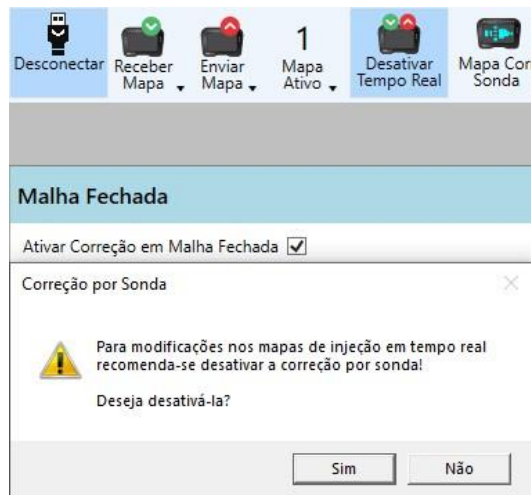 Desconectar
Receber
Mapa
Enviar
Mapa
1
Mapa
Ativo
Desativar
Tempo Real
Mapa Cor
Sonda
Malha Fechada
Ativar Correção em Malha Fechada
Correção por Sonda
Para modificações nos mapas de injeção em tempo real
recomenda-se desativar a correção por sonda!
Deseja desativá-la?
Sim
Não